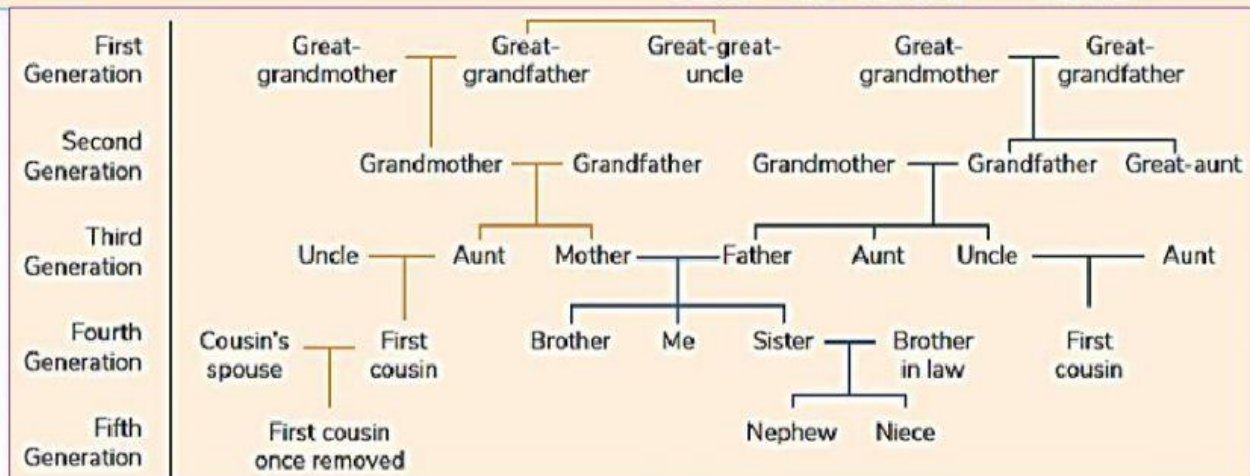 First
Generation
Great-
grandmother
Great-
grandfather
Great-great-
uncle
Great-
grandmother
Great-
grandfather
Second
Generation
Grandmother
Grandfather
Grandmother
Grandfather
Great-aunt
Third
Generation
Uncle
Aunt
Mother
Father
Aunt
Uncle
Aunt
Fourth
Generation
Cousin's
spouse
First
cousin
Brother
Me
Sister
Brother
in law
First
cousin
Fifth
Generation
First cousin
once removed
Nephew
Niece